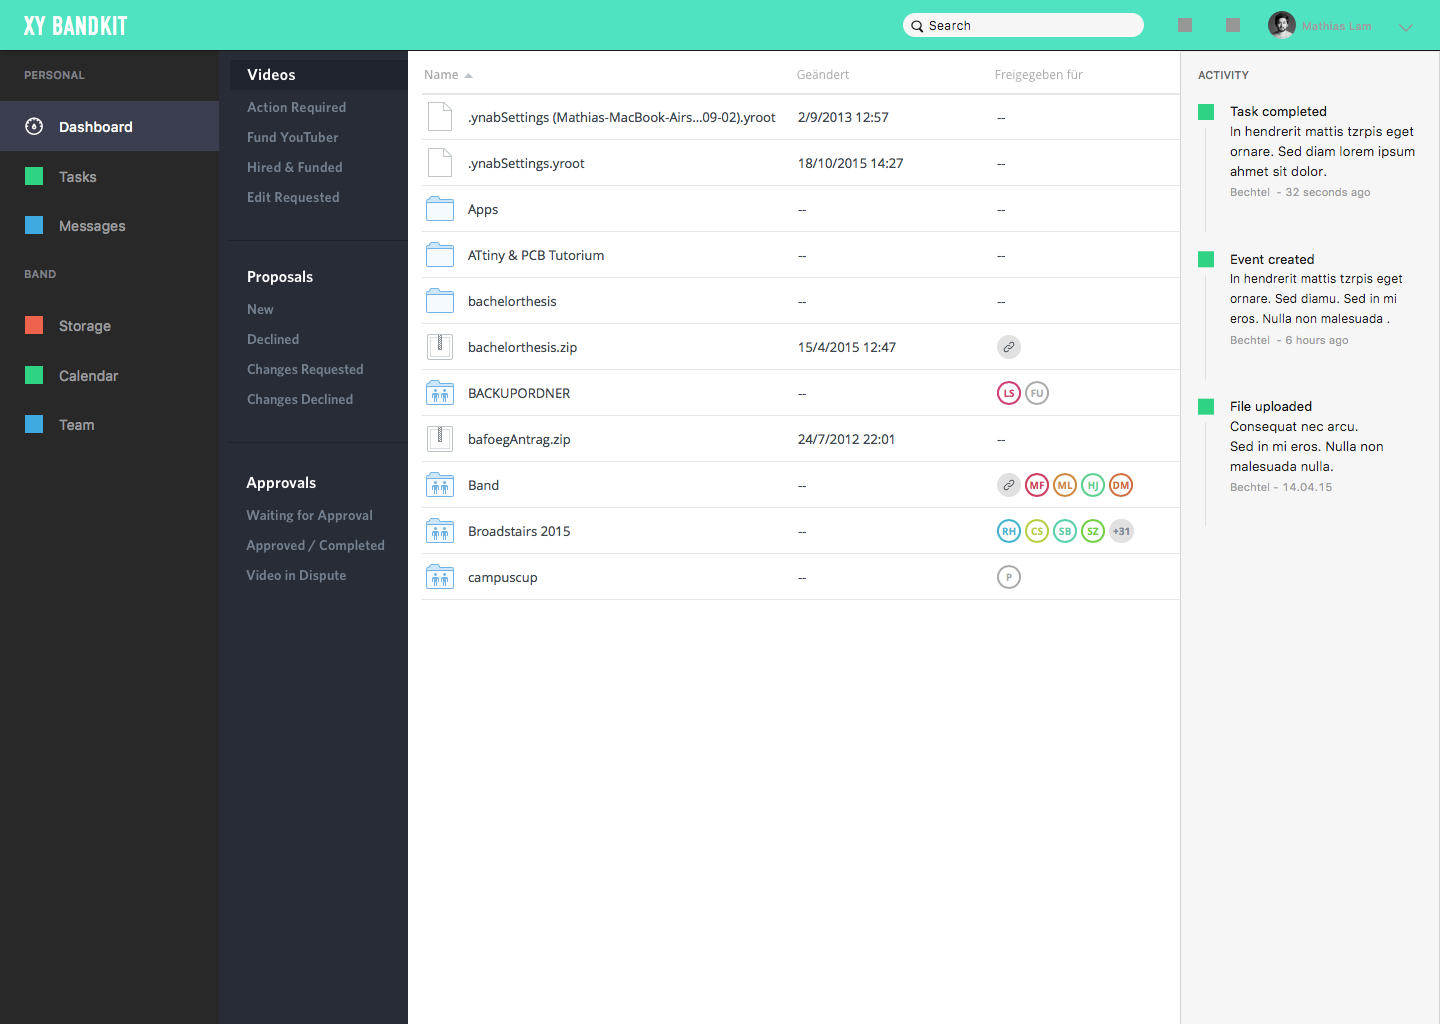 XY BANDKIT
Search
Mathias Lam
PERSONAL
Dashboard
Tasks
Messages
BAND
Storage
Calendar
Team
Videos
Action Required
Fund YouTuber
Hired & Funded
Edit Requested
Proposals
New
Declined
Changes Requested
Changes Declined
Approvals
Waiting for Approval
Approved / Completed
Video in Dispute
Name Geändert Freigegeben für
.ynabSettings (Mathias-MacBook-Airs...09-02).yroot 2/9/2013 12:57 --
.ynabSettings.yroot 18/10/2015 14:27 --
Apps -- --
ATtiny & PCB Tutorium -- --
bachelorthesis -- --
bachelorthesis.zip 15/4/2015 12:47
BACKUPORDNER -- LS FU
bafoegAntrag.zip 24/7/2012 22:01 --
Band -- MF ML HJ DM
Broadstairs 2015 -- RH CS SB SZ +31
campuscup -- P
ACTIVITY
Task completed
In hendrerit mattis tzrpis eget
ornare. Sed diam lorem ipsum
ahmet sit dolor.
Bechtel - 32 seconds ago
Event created
In hendrerit mattis tzrpis eget
ornare. Sed diamu. Sed in mi
eros. Nulla non malesuada .
Bechtel - 6 hours ago
File uploaded
Consequat nec arcu.
Sed in mi eros. Nulla non
malesuada nulla.
Bechtel - 14.04.15